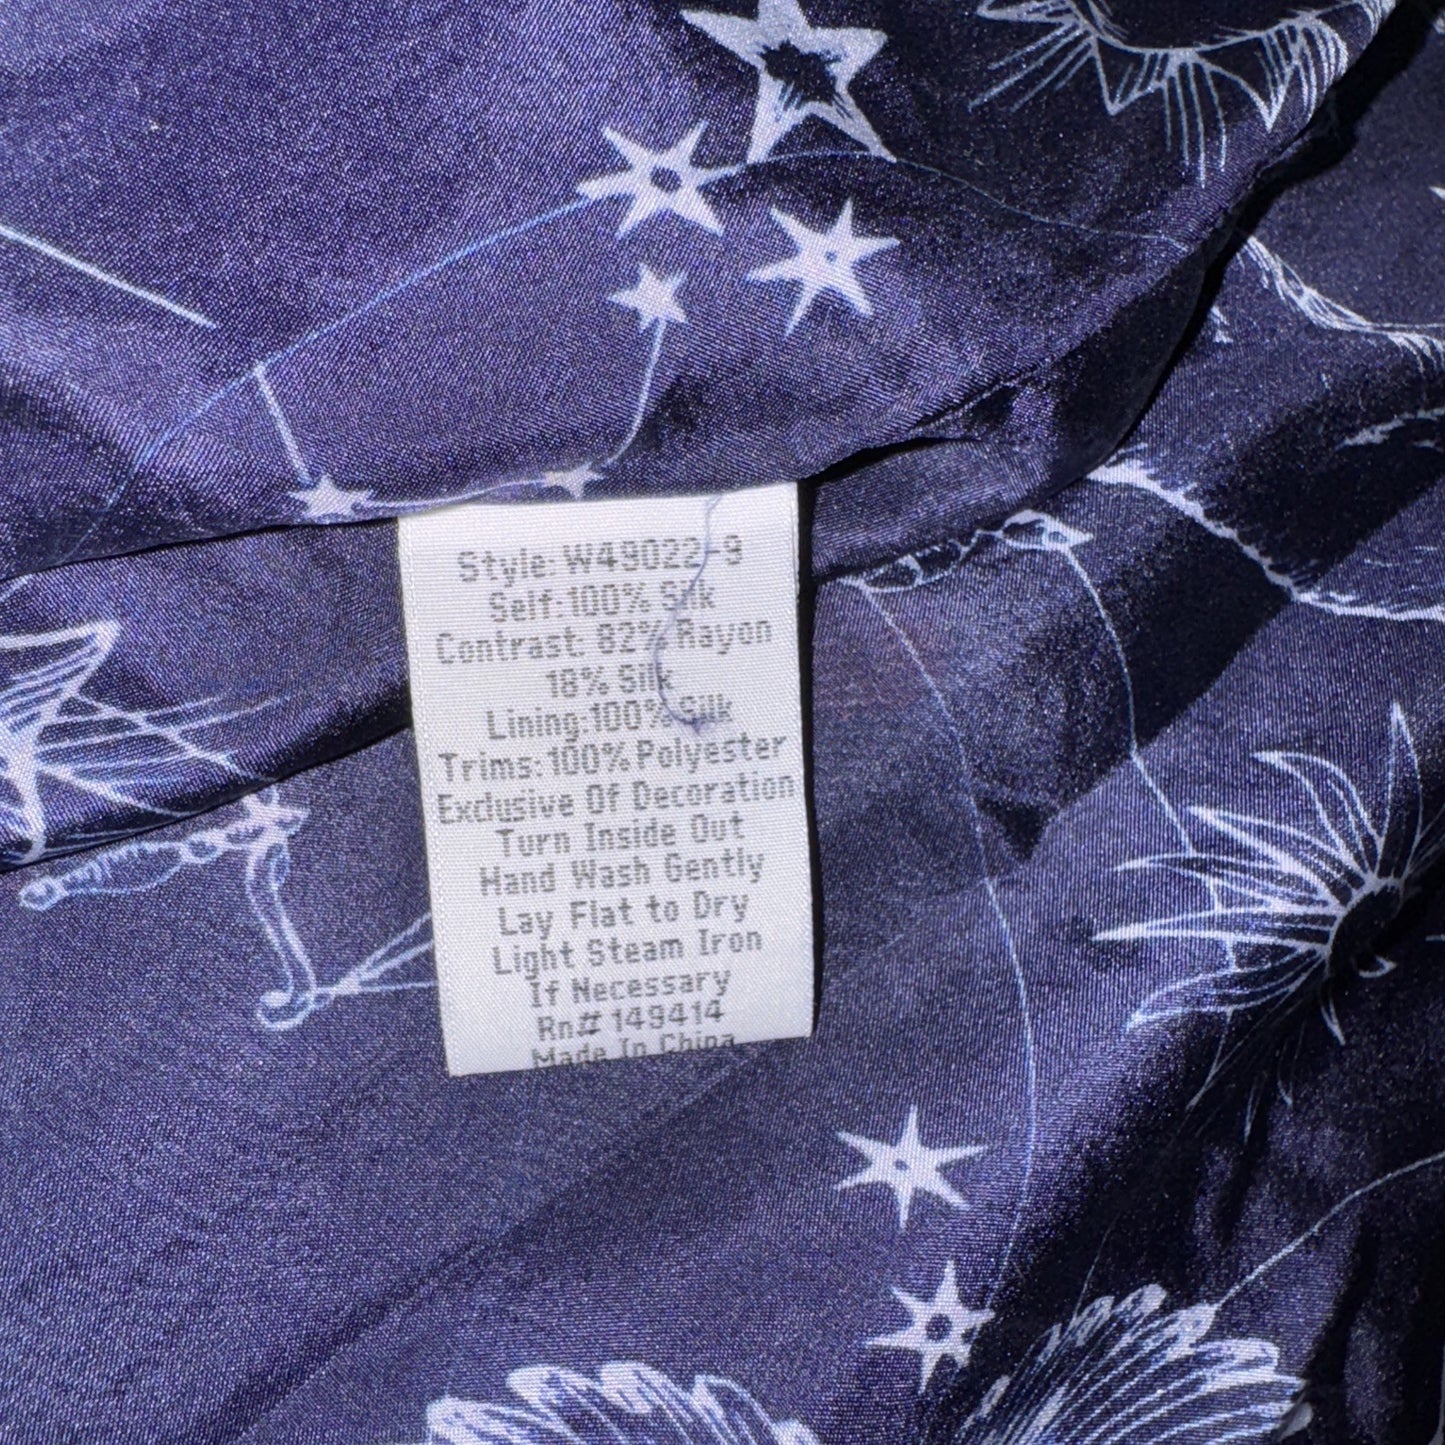 Style: W49022-9
Self: 100% Silk
Contrast: 82% Rayon
18% Silk
Lining: 100% Silk
Trims: 100% Polyester
Exclusive Of Decoration
Turn Inside Out
Hand Wash Gently
Lay Flat to Dry
Light Steam Iron
If Necessary
Rn# 149414
Made In China